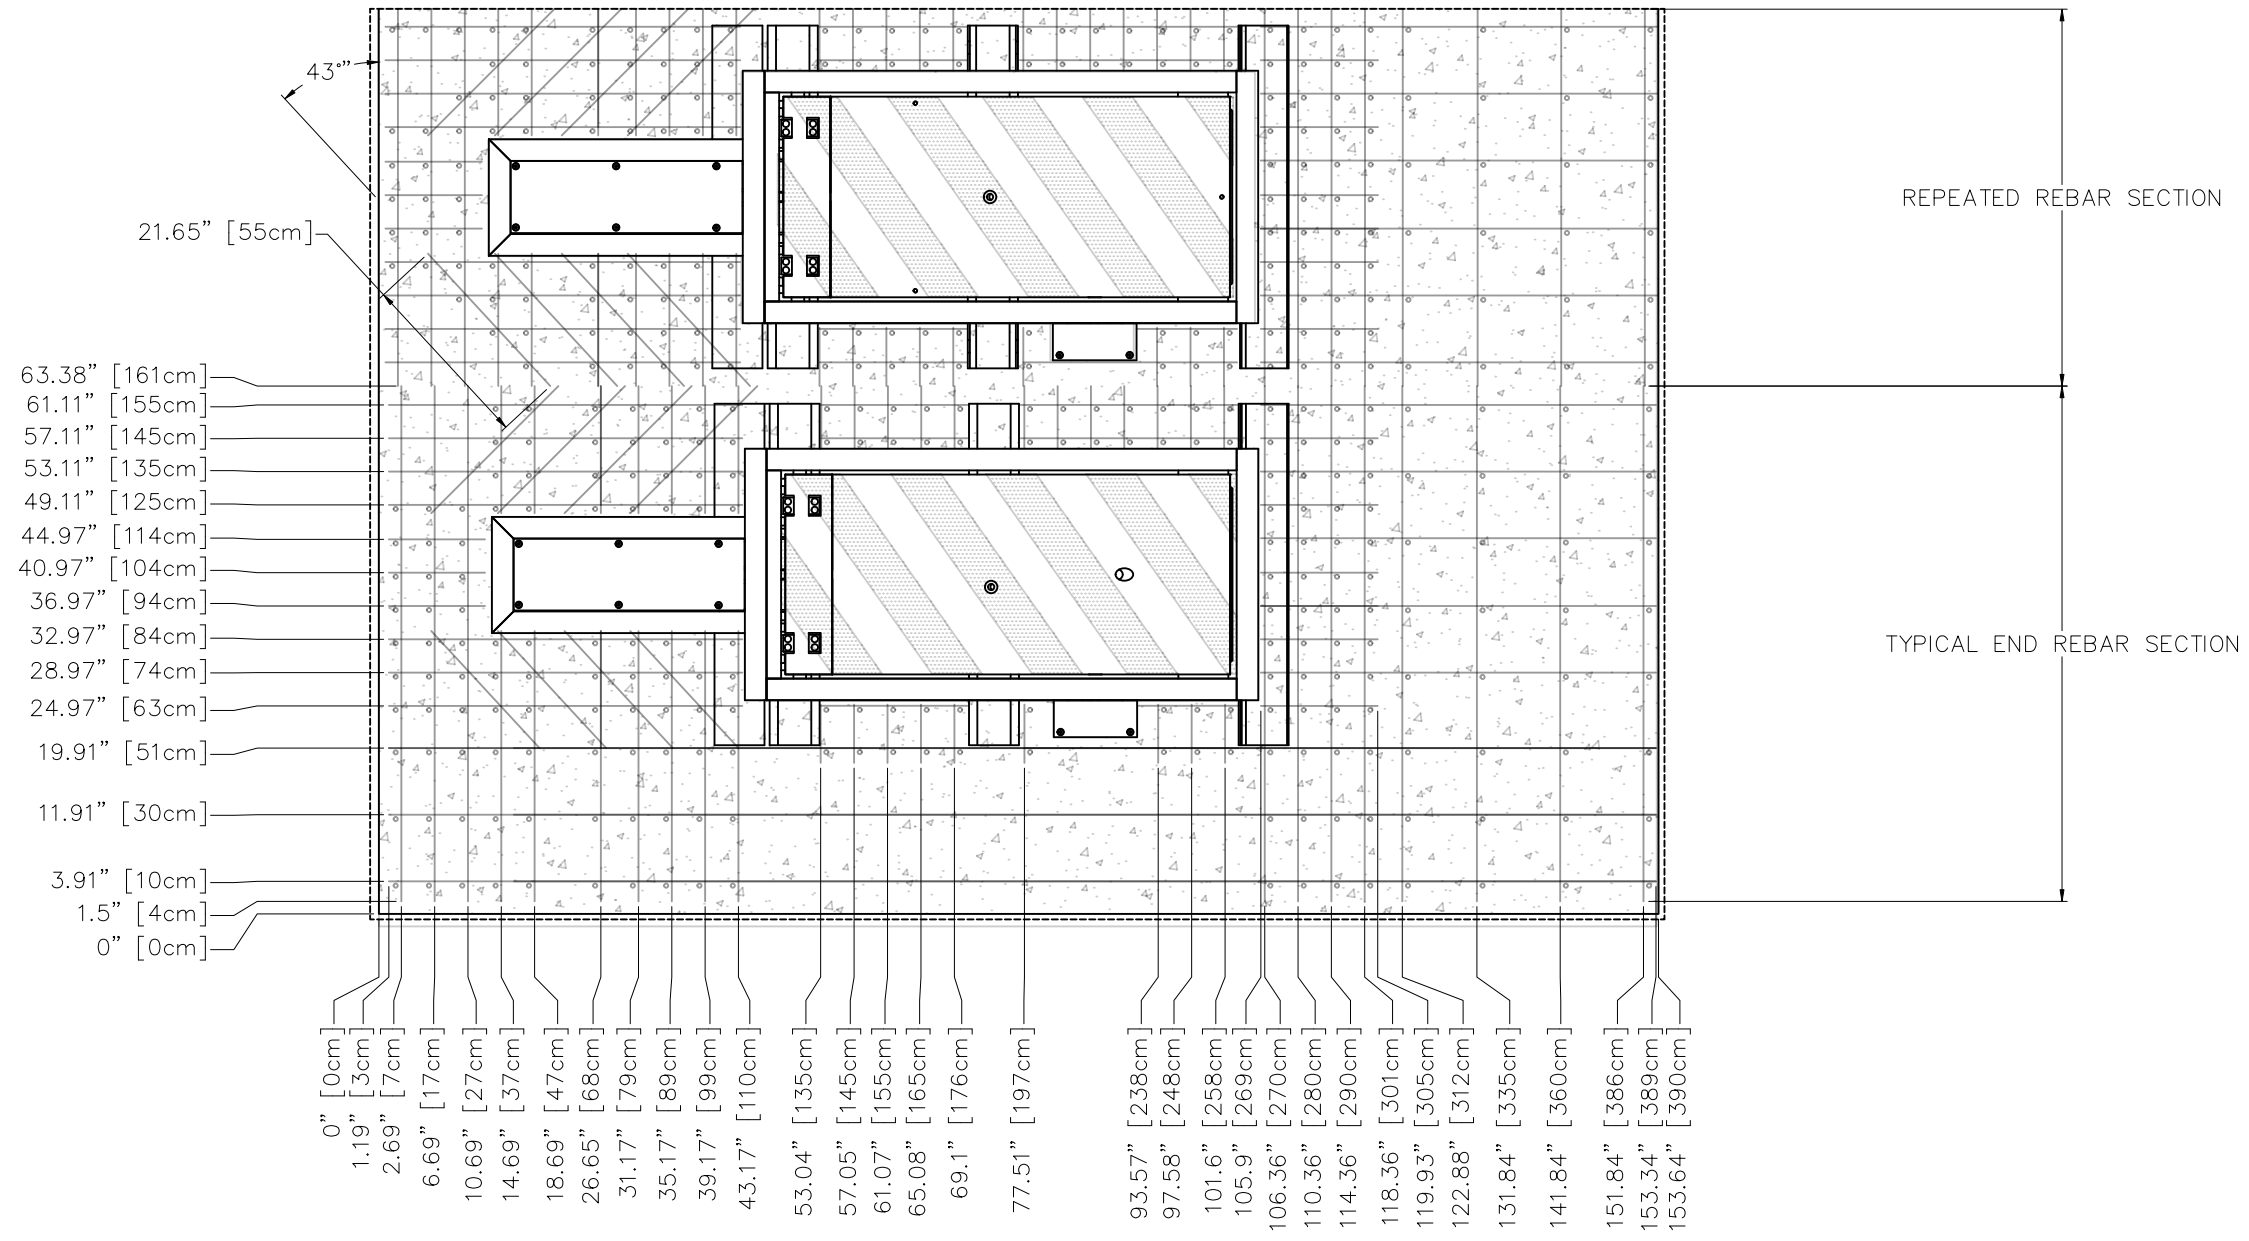 43°”
REPEATED REBAR SECTION
21.65” [55cm]
63.38” [161cm]
61.11” [155cm]
57.11” [145cm]
53.11” [135cm]
49.11” [125cm]
44.97” [114cm]
40.97” [104cm]
36.97” [94cm]
32.97” [84cm]
TYPICAL END REBAR SECTION
28.97” [74cm]
24.97” [63cm]
19.91” [51cm]
11.91” [30cm]
3.91” [10cm]
1.5” [4cm]
0” [0cm]
0” [0cm]
1.19” [3cm]
2.69” [7cm]
6.69” [17cm]
10.69” [27cm]
14.69” [37cm]
18.69” [47cm]
26.65” [68cm]
31.17” [79cm]
35.17” [89cm]
39.17” [99cm]
43.17” [110cm]
53.04” [135cm]
57.05” [145cm]
61.07” [155cm]
65.08” [165cm]
69.1” [176cm]
77.51” [197cm]
93.57” [238cm]
97.58” [248cm]
101.6” [258cm]
105.9” [269cm]
106.36” [270cm]
110.36” [280cm]
114.36” [290cm]
118.36” [301cm]
119.93” [305cm]
122.88” [312cm]
131.84” [335cm]
141.84” [360cm]
151.84” [386cm]
153.34” [389cm]
153.64” [390cm]